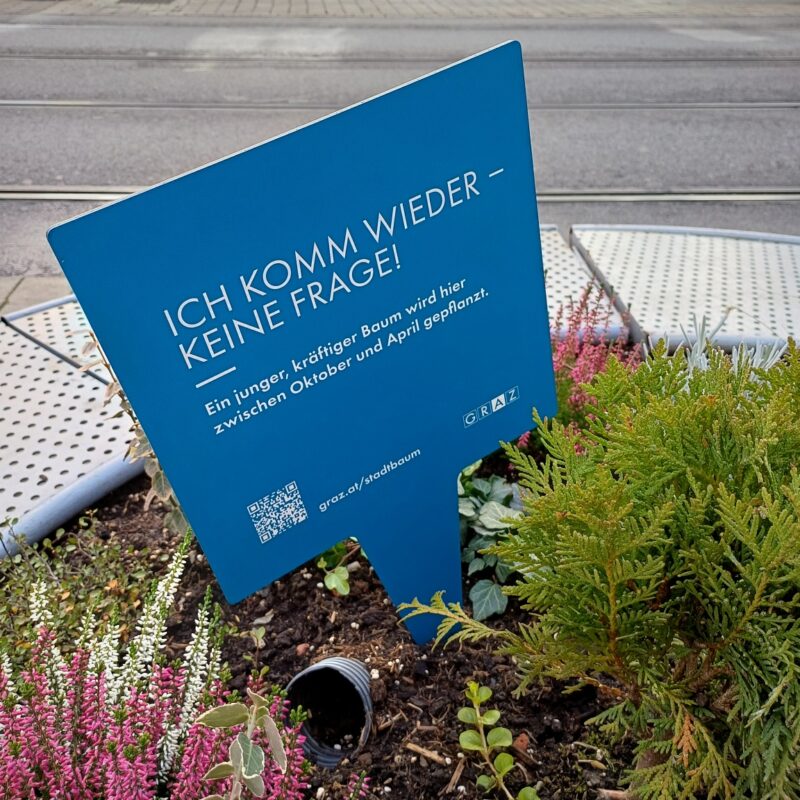 ICH KOMM WIEDER –
KEINE FRAGE!
Ein junger, kräftiger Baum wird hier
zwischen Oktober und April gepflanzt.
GRAZ
graz.at/stadtbaum